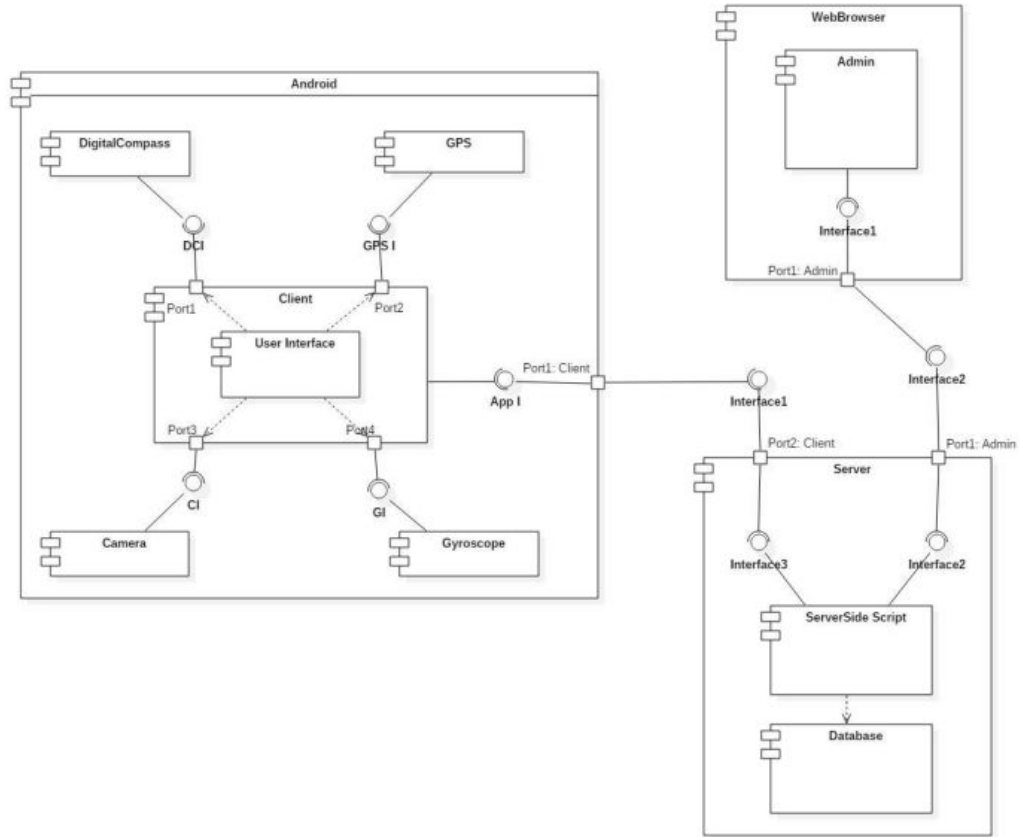 WebBrowser
Admin
Android
DigitalCompass
GPS
Interface1
DCI
GPS I
Port1: Admin
Port1
Client
Port2
User Interface
Interface2
Port1: Client
App I
Interface1
Port3
Port4
Port2: Client
Port1: Admin
Server
CI
GI
Camera
Gyroscope
Interface3
Interface2
ServerSide Script
Database